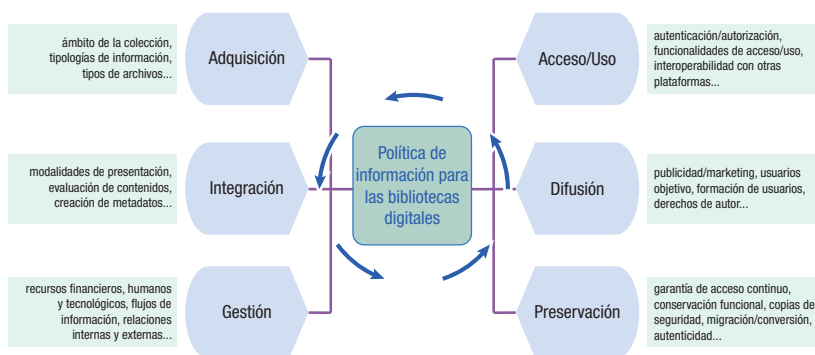 ámbito de la colección,
tipologías de información,
tipos de archivos...
Adquisición
Acceso/Uso
autenticación/autorización,
funcionalidades de acceso/uso,
interoperabilidad con otras
plataformas...
modalidades de presentación,
evaluación de contenidos,
creación de metadatos...
Integración
Política de
información para
las bibliotecas
digitales
Difusión
publicidad/marketing, usuarios
objetivo, formación de usuarios,
derechos de autor...
recursos financieros, humanos
y tecnológicos, flujos de
información, relaciones
internas y externas...
Gestión
Preservación
garantía de acceso continuo,
conservación funcional, copias de
seguridad, migración/conversión,
autenticidad...